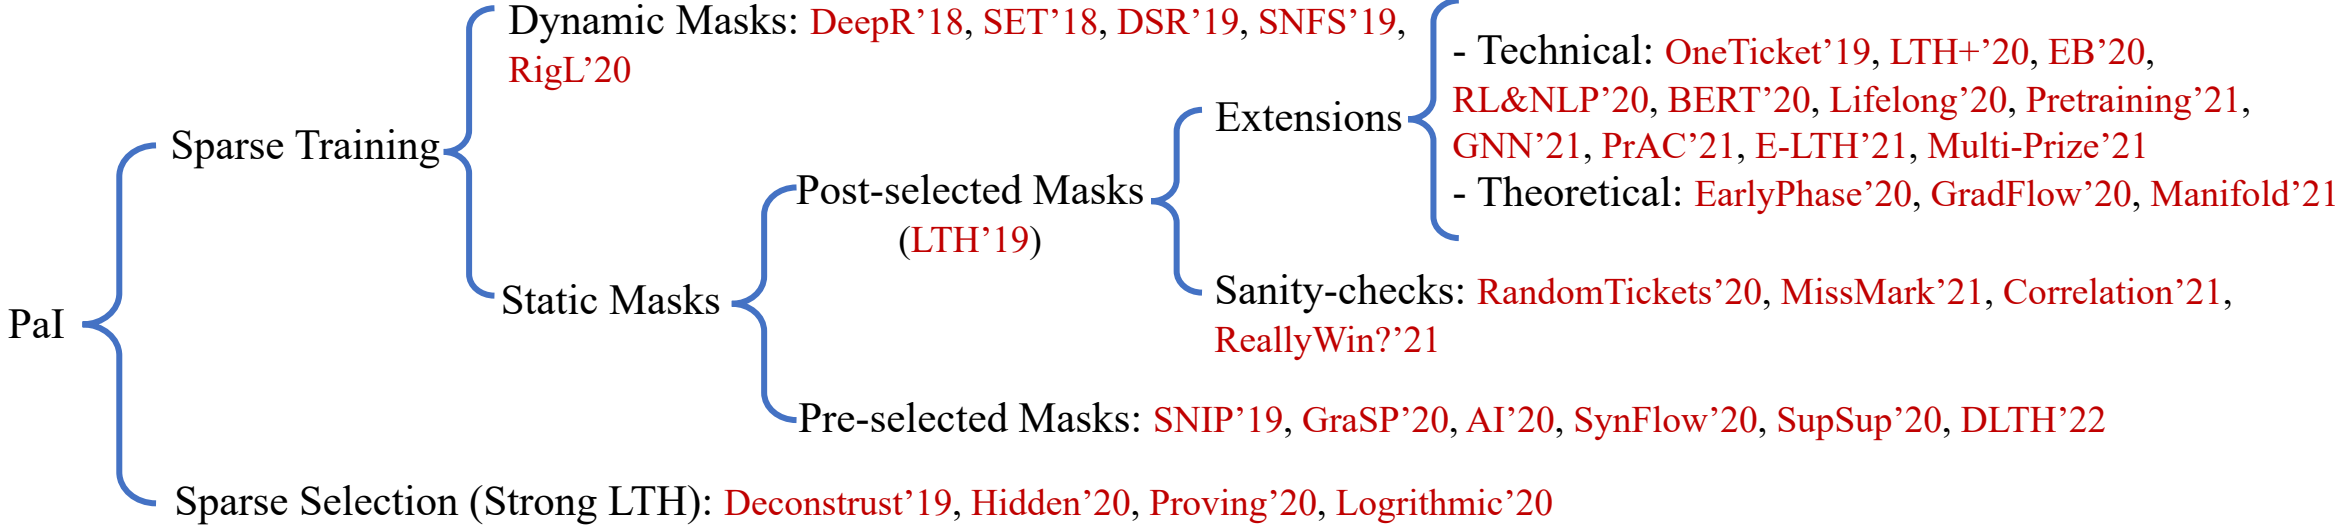 PaI
Sparse Training
Dynamic Masks: DeepR’18, SET’18, DSR’19, SNFS’19,
RigL’20
Static Masks
Post-selected Masks
(LTH’19)
Extensions
- Technical: OneTicket’19, LTH+’20, EB’20,
RL&NLP’20, BERT’20, Lifelong’20, Pretraining’21,
GNN’21, PrAC’21, E-LTH’21, Multi-Prize’21
- Theoretical: EarlyPhase’20, GradFlow’20, Manifold’21
Sanity-checks: RandomTickets’20, MissMark’21, Correlation’21,
ReallyWin?’21
Pre-selected Masks: SNIP’19, GraSP’20, AI’20, SynFlow’20, SupSup’20, DLTH’22
Sparse Selection (Strong LTH): Deconstrust’19, Hidden’20, Proving’20, Logrithmic’20